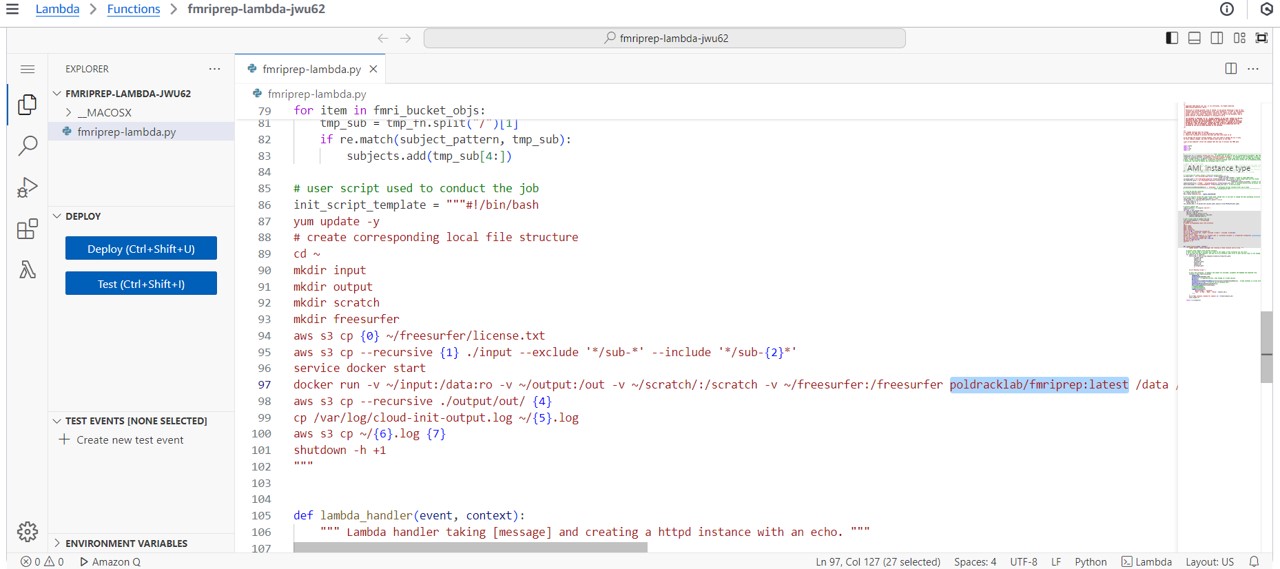 Lambda > Functions > fmriprep-lambda-jwu62
fmriprep-lambda-jwu62
EXPLORER
FMRIPREP-LAMBDA-JWU62
__MACOSX
fmriprep-lambda.py
DEPLOY
Deploy (Ctrl+Shift+U)
Test (Ctrl+Shift+I)
TEST EVENTS [NONE SELECTED]
Create new test event
ENVIRONMENT VARIABLES
fmriprep-lambda.py
fmriprep-lambda.py
79 for item in fmri_bucket_objs:
81 tmp_sub = tmp_fn.split("/")[1]
82 if re.match(subject_pattern, tmp_sub):
83 subjects.add(tmp_sub[4:])
84
85 # user script used to conduct the job
86 init_script_template = """#!/bin/bash
87 yum update -y
88 # create corresponding local file structure
89 cd ~
90 mkdir input
91 mkdir output
92 mkdir scratch
93 mkdir freesurfer
94 aws s3 cp {0} ~/freesurfer/license.txt
95 aws s3 cp --recursive {1} ./input --exclude '*/sub-*' --include '*/sub-{2}*'
96 service docker start
97 docker run -v ~/input:/data:ro -v ~/output:/out -v ~/scratch/:/scratch -v ~/freesurfer:/freesurfer poldracklab/fmriprep:latest /data /
98 aws s3 cp --recursive ./output/out/ {4}
99 cp /var/log/cloud-init-output.log ~/{5}.log
100 aws s3 cp ~/{6}.log {7}
101 shutdown -h +1
102 """
103
104
105 def lambda_handler(event, context):
106 """ Lambda handler taking [message] and creating a httpd instance with an echo. """
107
AMI, instance type
0 0 Amazon Q
Ln 97, Col 127 (27 selected) Spaces: 4 UTF-8 LF Python Lambda Layout: US